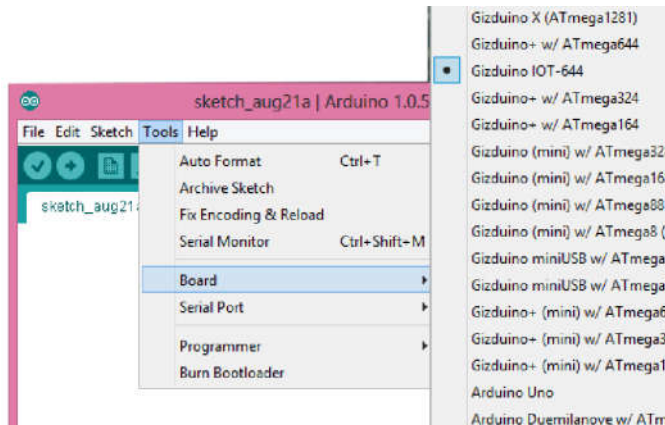 sketch_aug21a | Arduino 1.0.5
File Edit Sketch Tools Help
sketch_aug21
Auto Format Ctrl+T
Archive Sketch
Fix Encoding & Reload
Serial Monitor Ctrl+Shift+M
Board
Serial Port
Programmer
Burn Bootloader
Gizduino X (ATmega1281)
Gizduino+ w/ ATmega644
Gizduino IOT-644
Gizduino+ w/ ATmega324
Gizduino+ w/ ATmega164
Gizduino (mini) w/ ATmega32
Gizduino (mini) w/ ATmega16
Gizduino (mini) w/ ATmega88
Gizduino (mini) w/ ATmega8 (
Gizduino miniUSB w/ ATmega
Gizduino miniUSB w/ ATmega
Gizduino+ (mini) w/ ATmega6
Gizduino+ (mini) w/ ATmega3
Gizduino+ (mini) w/ ATmega1
Arduino Uno
Arduino Duemilanove w/ ATm